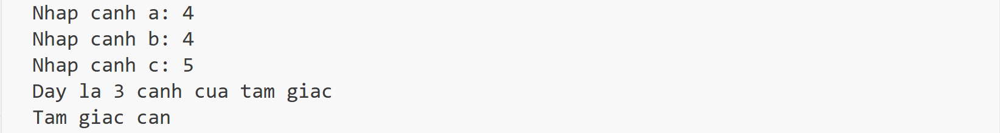 Nhap canh a: 4
Nhap canh b: 4
Nhap canh c: 5
Day la 3 canh cua tam giac
Tam giac can